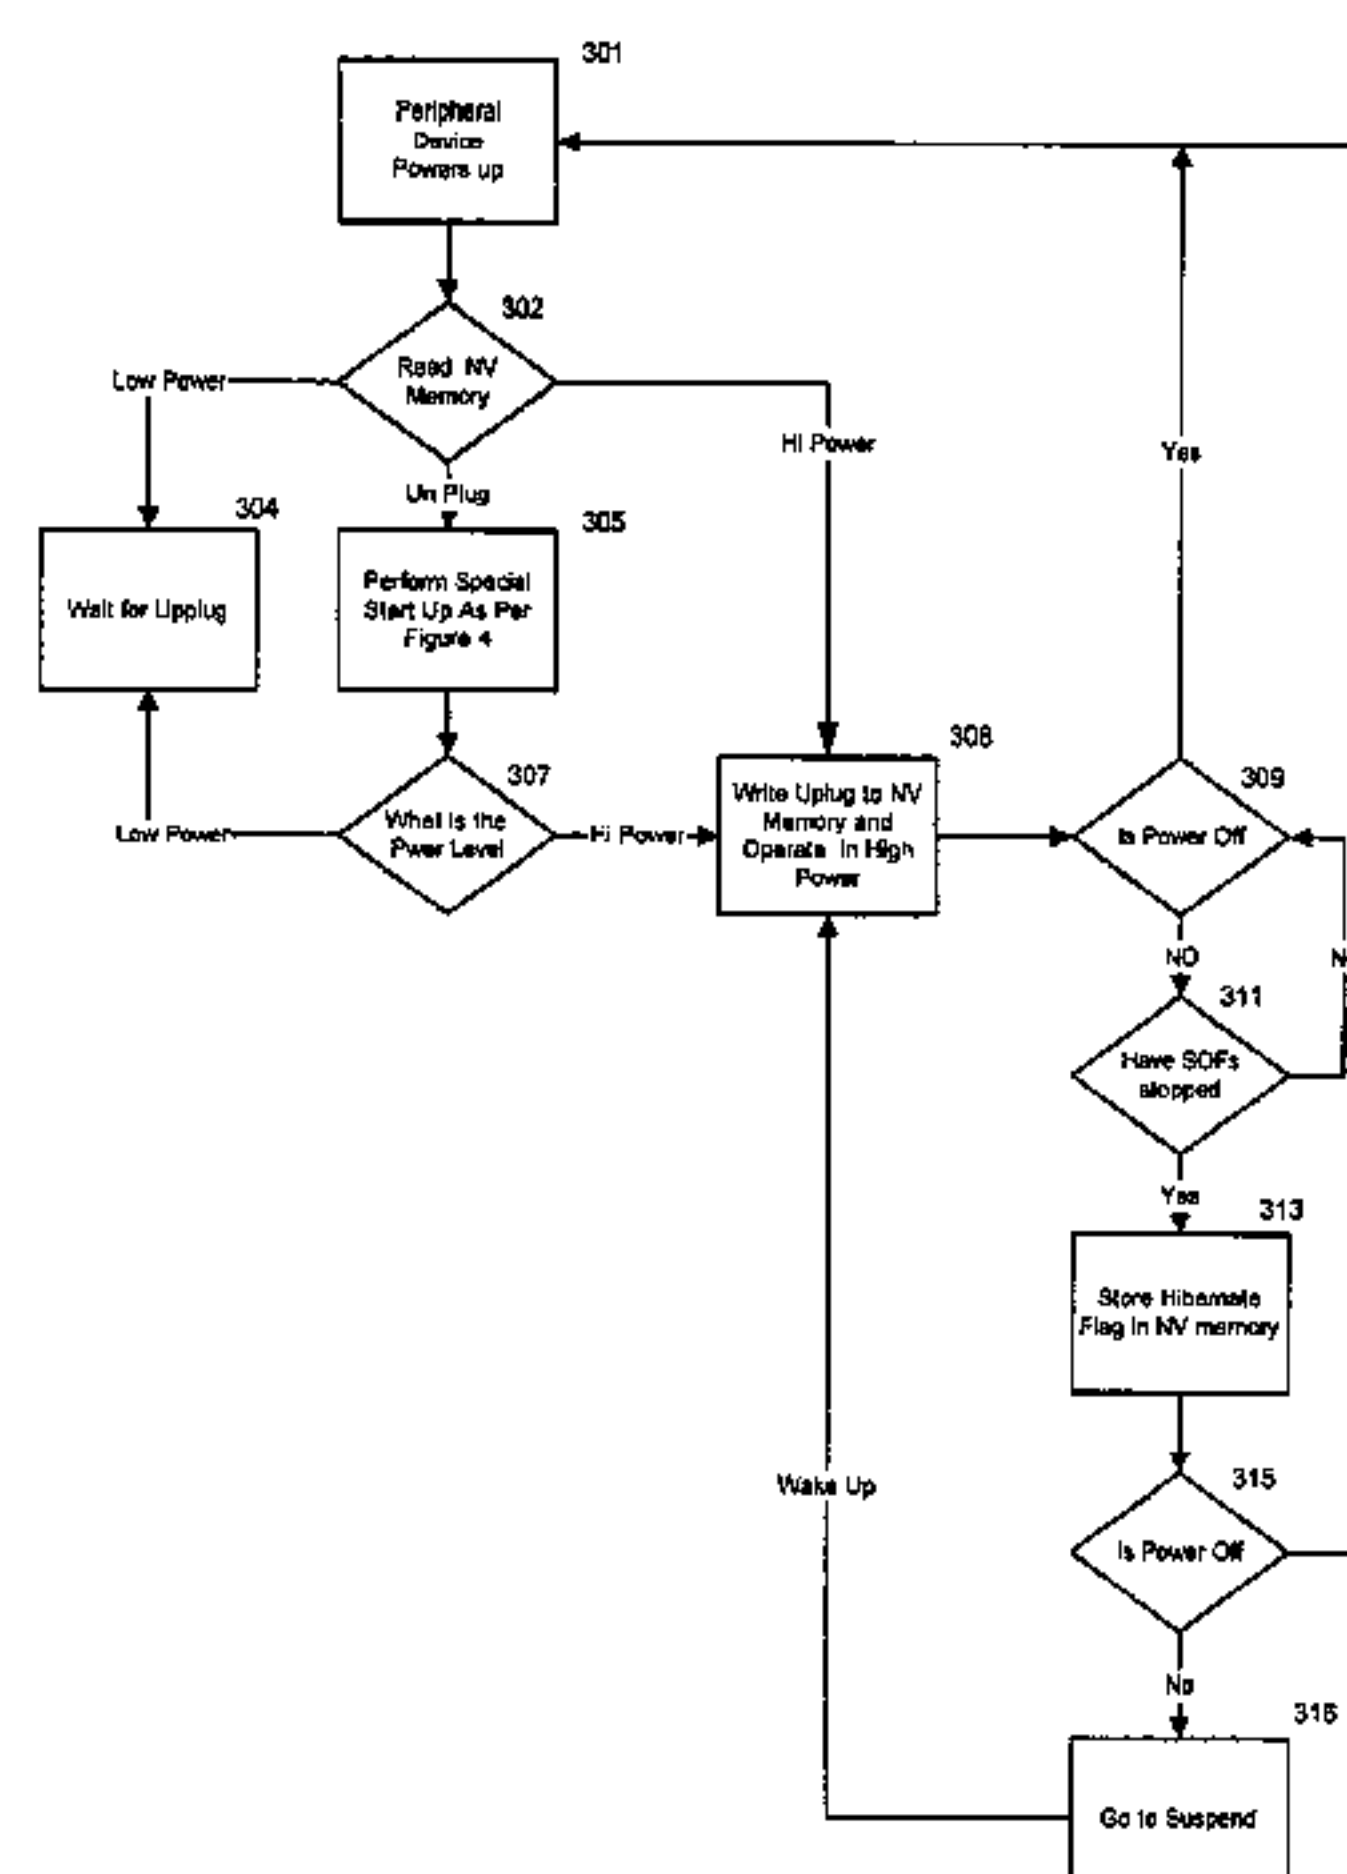 301
Peripheral
Device
Powers up
302
Read NV
Memory
Low Power
Hi Power
Yes
Un Plug
304
305
Wait for Upplug
Perform Special
Start Up As Per
Figure 4
307
308
309
What is the
Pwer Level
Low Power
Hi Power
Write Uplug to NV
Memory and
Operate In High
Power
Is Power Off
NO
311
Have SOFs
stopped
Yes
313
Store Hibernate
Flag in NV memory
315
Wake Up
Is Power Off
No
316
Go to Suspend